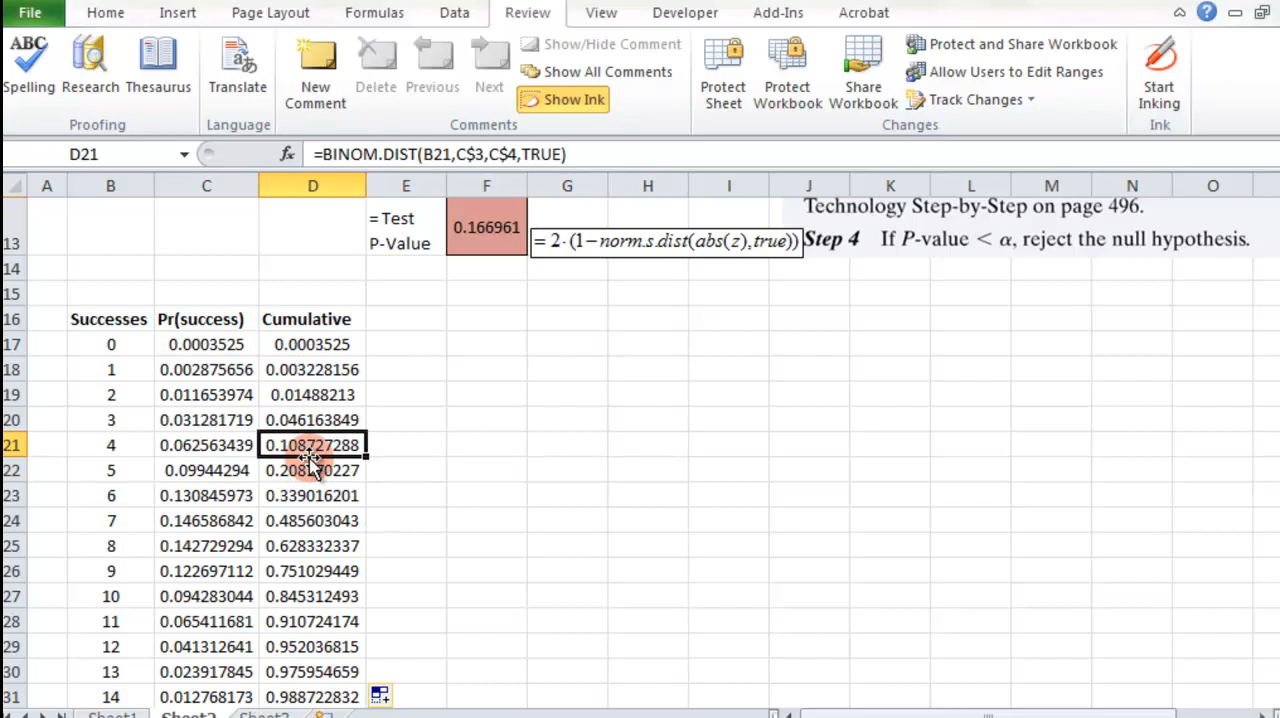 File Home Insert Page Layout Formulas Data Review View Developer Add-Ins Acrobat
ABC
Spelling Research Thesaurus
Translate
New Comment
Delete Previous Next
Show/Hide Comment
Show All Comments
Show Ink
Protect Sheet
Protect Workbook
Share Workbook
Protect and Share Workbook
Allow Users to Edit Ranges
Track Changes
Start Inking
Proofing Language Comments Changes Ink
D21 fx =BINOM.DIST(B21,C$3,C$4,TRUE)
A B C D E F G H I J K L M N O
Technology Step-by-Step on page 496.
13 = Test P-Value 0.166961 = 2·(1−norm.s.dist(abs(z),true)) Step 4 If P-value < α, reject the null hypothesis.
14
15
16 Successes Pr(success) Cumulative
17 0 0.0003525 0.0003525
18 1 0.002875656 0.003228156
19 2 0.011653974 0.01488213
20 3 0.031281719 0.046163849
21 4 0.062563439 0.108727288
22 5 0.09944294
23 6 0.130845973 0.339016201
24 7 0.146586842 0.485603043
25 8 0.142729294 0.628332337
26 9 0.122697112 0.751029449
27 10 0.094283044 0.845312493
28 11 0.065411681 0.910724174
29 12 0.041312641 0.952036815
30 13 0.023917845 0.975954659
31 14 0.012768173 0.988722832
Sheet1 Sheet2 Sheet3